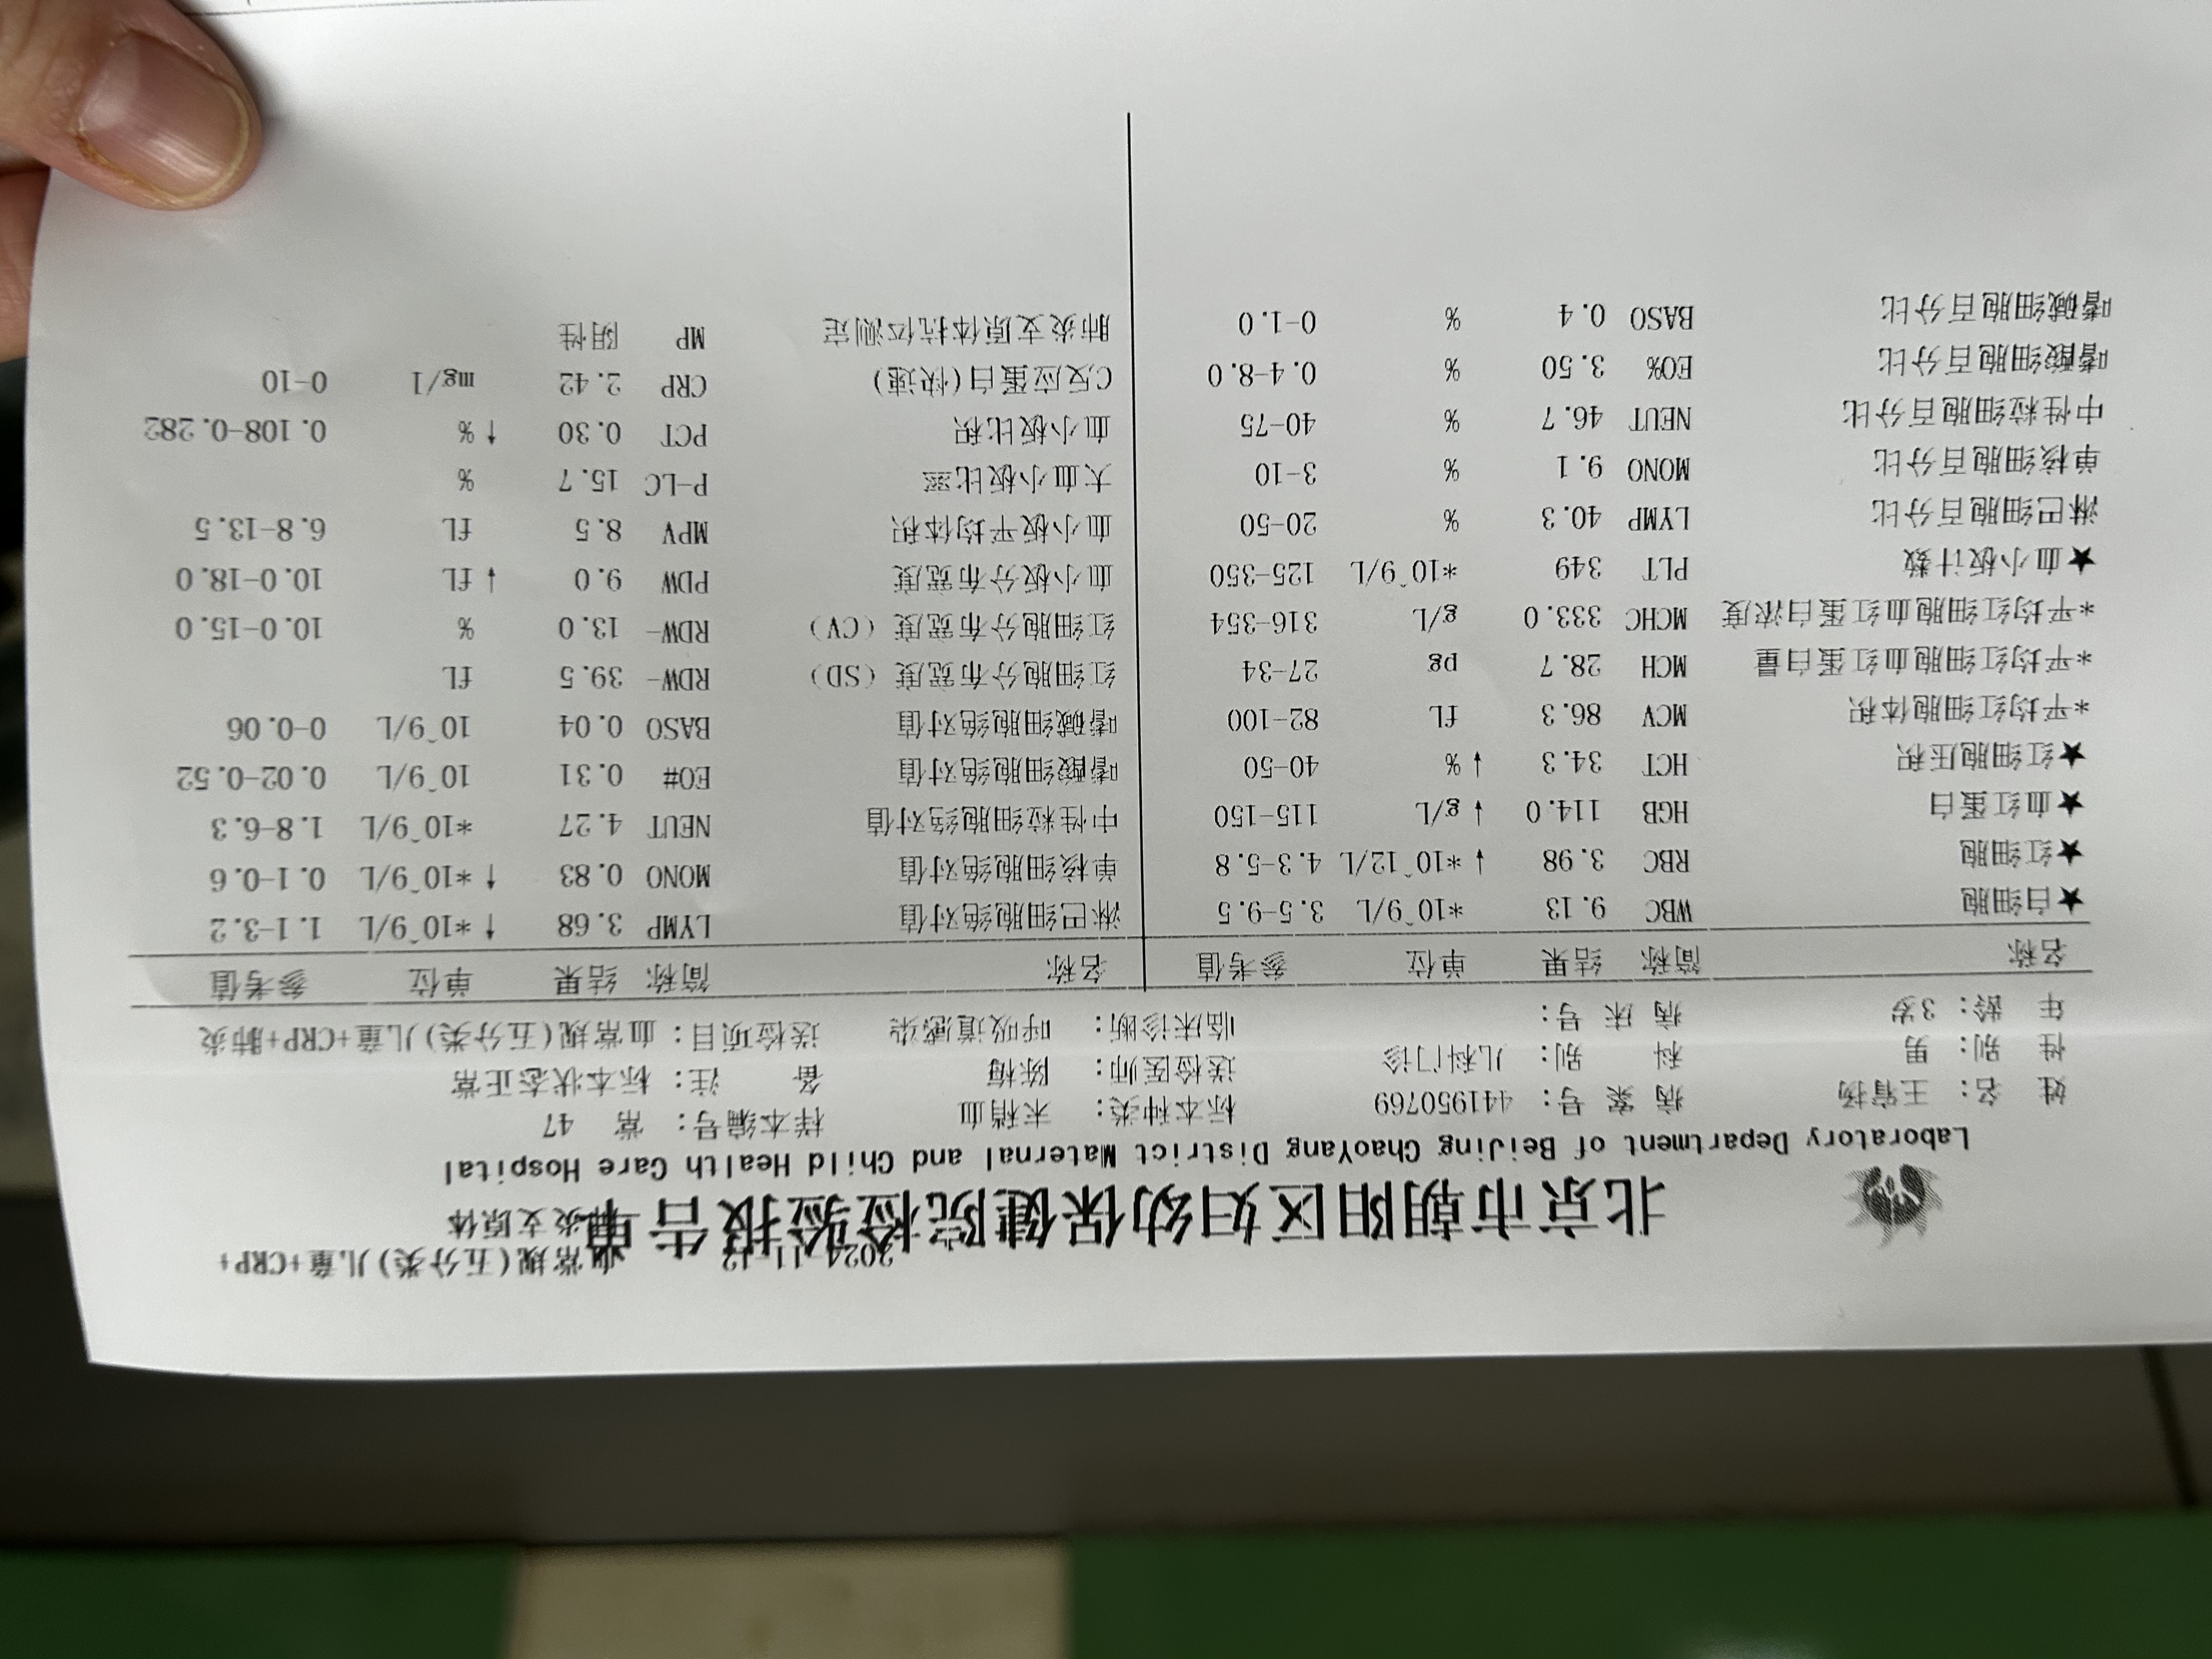 2024-11-12 血常规(五分类)儿童+CRP+
北京市朝阳区妇幼保健院检验报告单
肺炎支原体
Laboratory Department of BeiJing ChaoYang District Maternal and Child Health Care Hospital
姓 名: 王宥扬 病 案 号: 441950769 标本种类: 末稍血 样本编号: 常 47
性 别: 男 科 别: 儿科门诊 送检医师: 陈梅 备 注: 标本状态正常
年 龄: 3岁 病 床 号: 临床诊断: 呼吸道感染 送检项目: 血常规(五分类)儿童+CRP+肺炎
名称 简称 结果 单位 参考值 名称 简称 结果 单位 参考值
★白细胞 WBC 9.13 *10^9/L 3.5-9.5 淋巴细胞绝对值 LYMP 3.68 ↑ *10^9/L 1.1-3.2
★红细胞 RBC 3.98 ↓ *10^12/L 4.3-5.8 单核细胞绝对值 MONO 0.83 ↑ *10^9/L 0.1-0.6
★血红蛋白 HGB 114.0 ↓ g/L 115-150 中性粒细胞绝对值 NEUT 4.27 *10^9/L 1.8-6.3
★红细胞压积 HCT 34.3 ↓ % 40-50 嗜酸细胞绝对值 EO# 0.31 10^9/L 0.02-0.52
*平均红细胞体积 MCV 86.3 fL 82-100 嗜碱细胞绝对值 BASO 0.04 10^9/L 0-0.06
*平均红细胞血红蛋白量 MCH 28.7 pg 27-34 红细胞分布宽度（SD） RDW- 39.5 fL
*平均红细胞血红蛋白浓度 MCHC 333.0 g/L 316-354 红细胞分布宽度（CV） RDW- 13.0 % 10.0-15.0
★血小板计数 PLT 349 *10^9/L 125-350 血小板分布宽度 PDW 9.0 ↓ fL 10.0-18.0
淋巴细胞百分比 LYMP 40.3 % 20-50 血小板平均体积 MPV 8.5 fL 6.8-13.5
单核细胞百分比 MONO 9.1 % 3-10 大血小板比率 P-LC 15.7 %
中性粒细胞百分比 NEUT 46.7 % 40-75 血小板比积 PCT 0.30 ↑ % 0.108-0.282
嗜酸细胞百分比 EO% 3.50 % 0.4-8.0 C反应蛋白(快速) CRP 2.42 mg/l 0-10
嗜碱细胞百分比 BASO 0.4 % 0-1.0 肺炎支原体抗体测定 MP 阴性